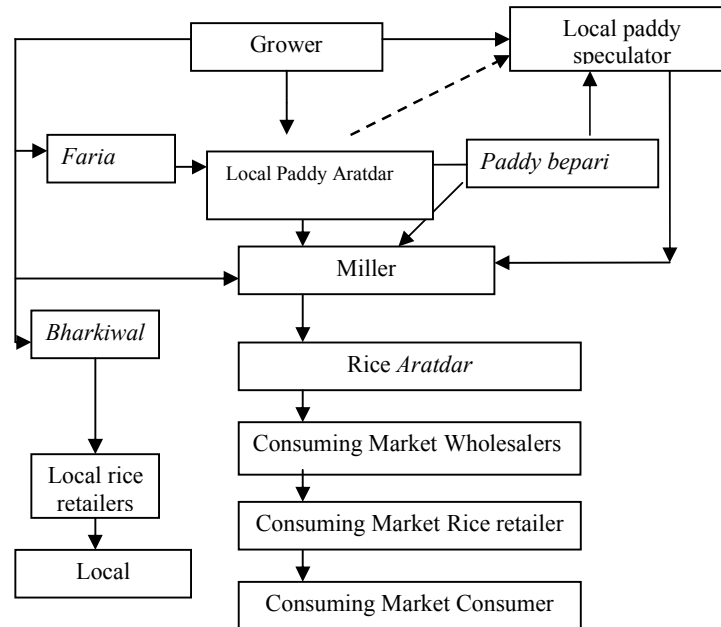 Grower
Local paddy
speculator
Faria
Local Paddy Aratdar
Paddy bepari
Miller
Bharkiwal
Rice Aratdar
Consuming Market Wholesalers
Local rice
retailers
Consuming Market Rice retailer
Local
Consuming Market Consumer